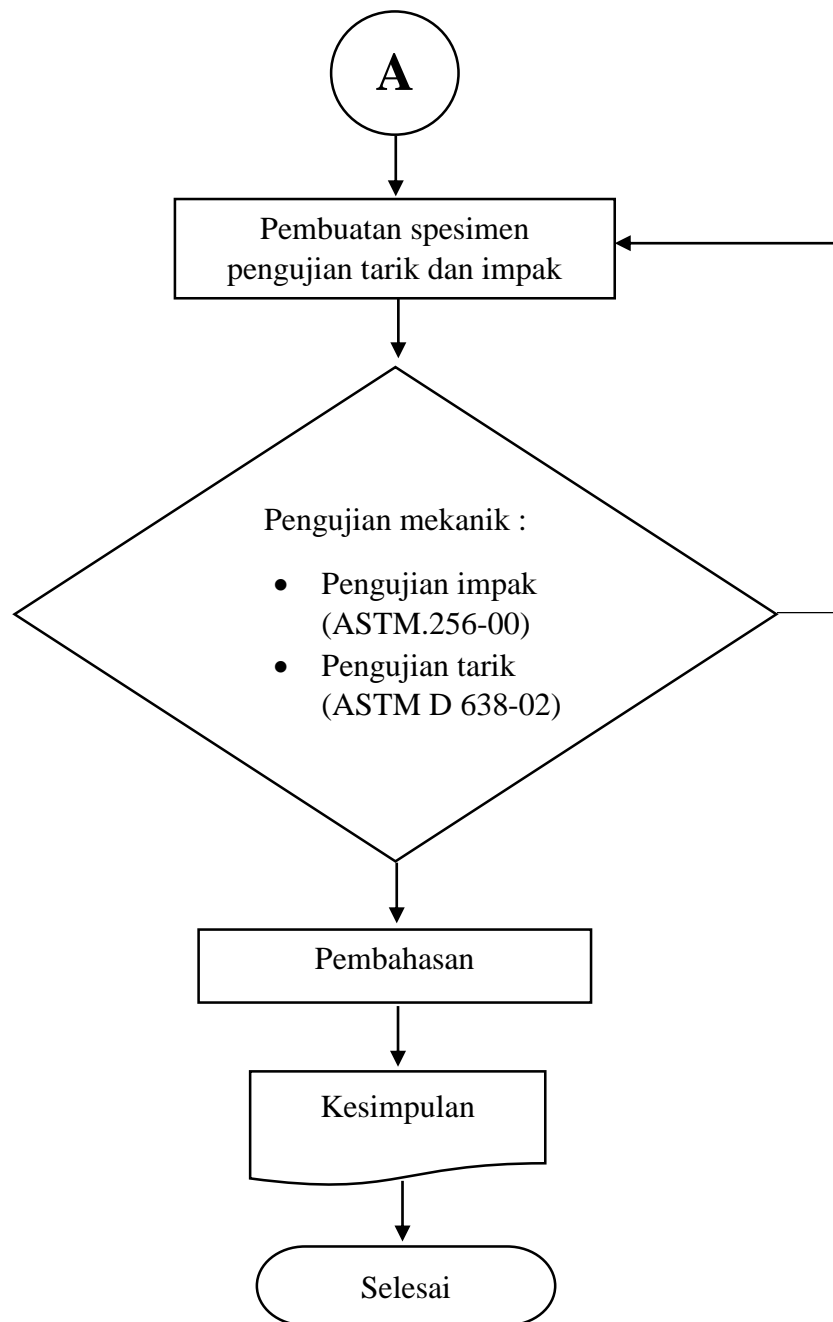 A
Pembuatan spesimen
pengujian tarik dan impak
Pengujian mekanik :
• Pengujian impak
(ASTM.256-00)
• Pengujian tarik
(ASTM D 638-02)
Pembahasan
Kesimpulan
Selesai